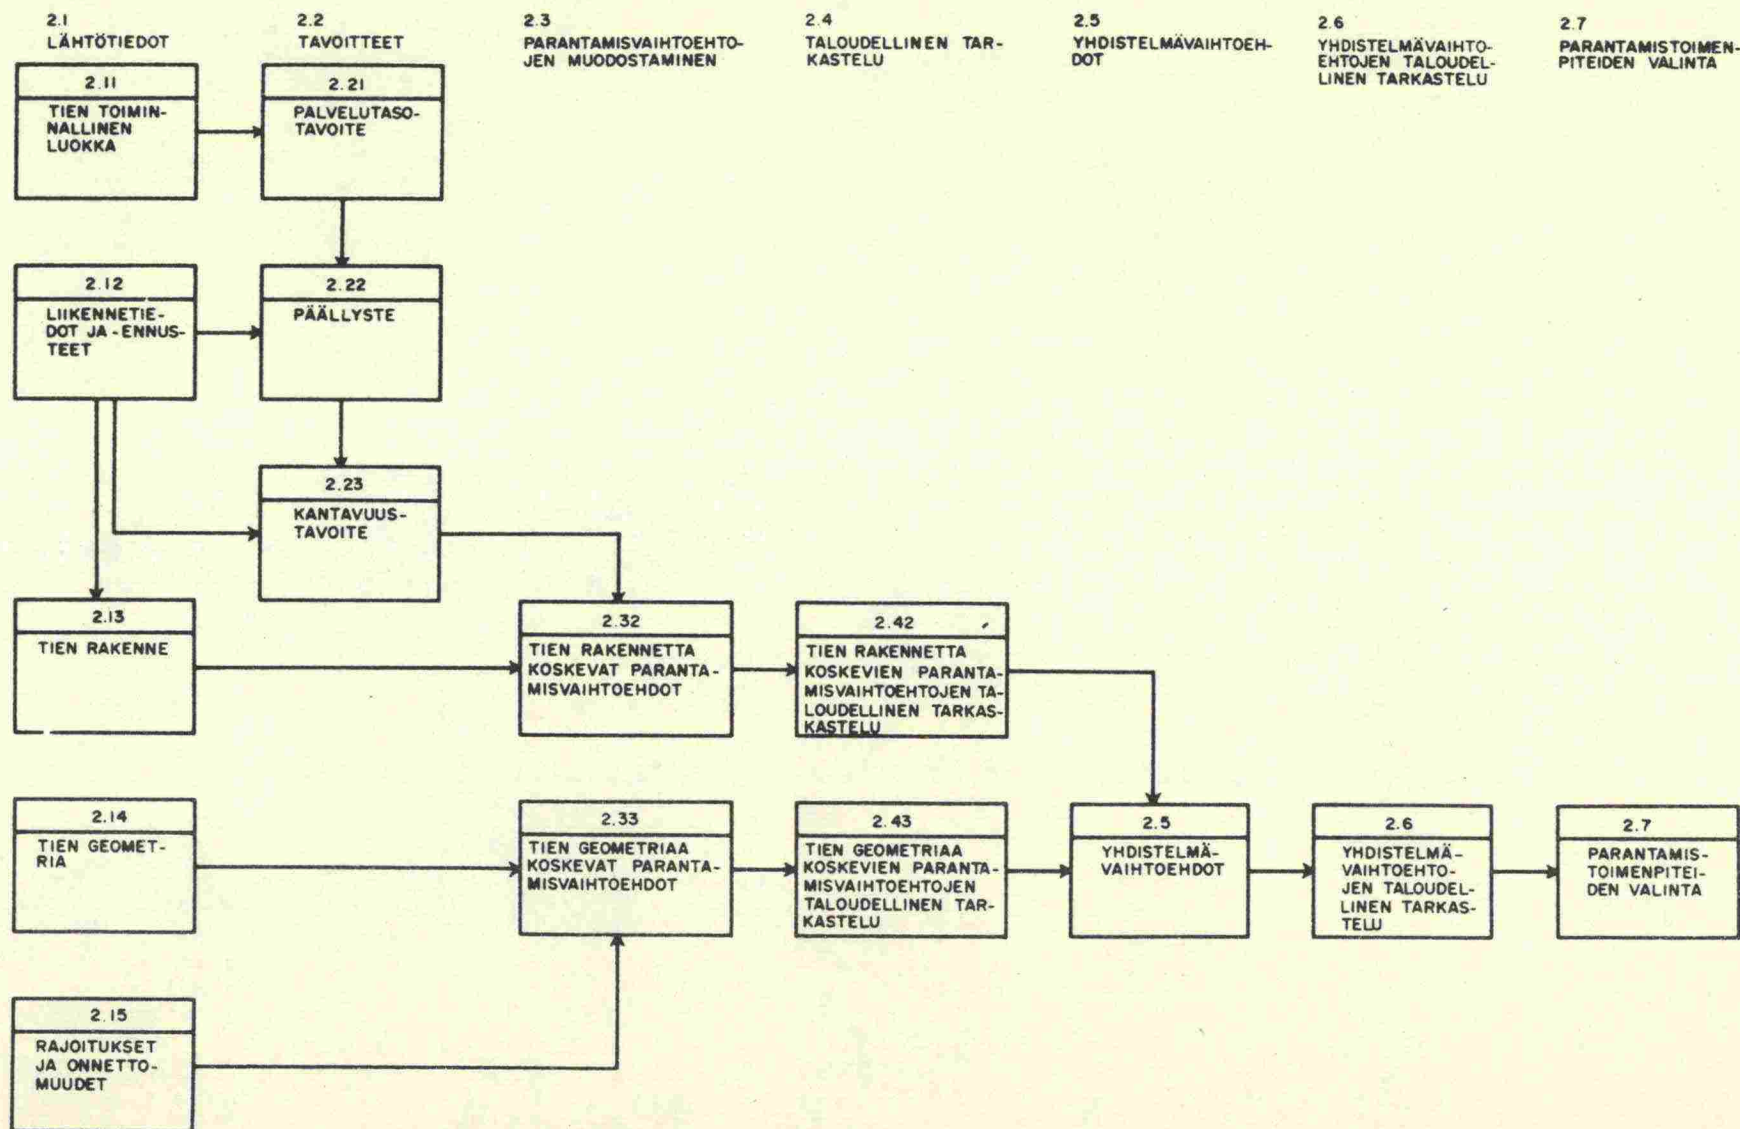 2.1
LÄHTÖTIEDOT
2.2
TAVOITTEET
2.3
PARANTAMISVAIHTOEHTO-
JEN MUODOSTAMINEN
2.4
TALOUDELLINEN TAR-
KASTELU
2.5
YHDISTELMÄVAIHTOEH-
DOT
2.6
YHDISTELMÄVAIHTO-
EHTOJEN TALOUDEL-
LINEN TARKASTELU
2.7
PARANTAMISTOIMEN-
PITEIDEN VALINTA
2.11
TIEN TOIMIN-
NALLINEN
LUOKKA
2.21
PALVELUTASO-
TAVOITE
2.12
LIIKENNETIE-
DOT JA -ENNUS-
TEET
2.22
PÄÄLLYSTE
2.23
KANTAVUUS-
TAVOITE
2.13
TIEN RAKENNE
2.32
TIEN RAKENNETTA
KOSKEVAT PARANTA-
MISVAIHTOEHDOT
2.42
TIEN RAKENNETTA
KOSKEVIEN PARANTA-
MISVAIHTOEHTOJEN TA-
LOUDELLINEN TARKAS-
KASTELU
2.14
TIEN GEOMET-
RIA
2.33
TIEN GEOMETRIAA
KOSKEVAT PARANTA-
MISVAIHTOEHDOT
2.43
TIEN GEOMETRIAA
KOSKEVIEN PARANTA-
MISVAIHTOEHTOJEN
TALOUDELLINEN TAR-
KASTELU
2.5
YHDISTELMÄ-
VAIHTOEHDOT
2.6
YHDISTELMÄ-
VAIHTOEHTO-
JEN TALOUDEL-
LINEN TARKAS-
TELU
2.7
PARANTAMIS-
TOIMENPITEI-
DEN VALINTA
2.15
RAJOITUKSET
JA ONNETTO-
MUUDET